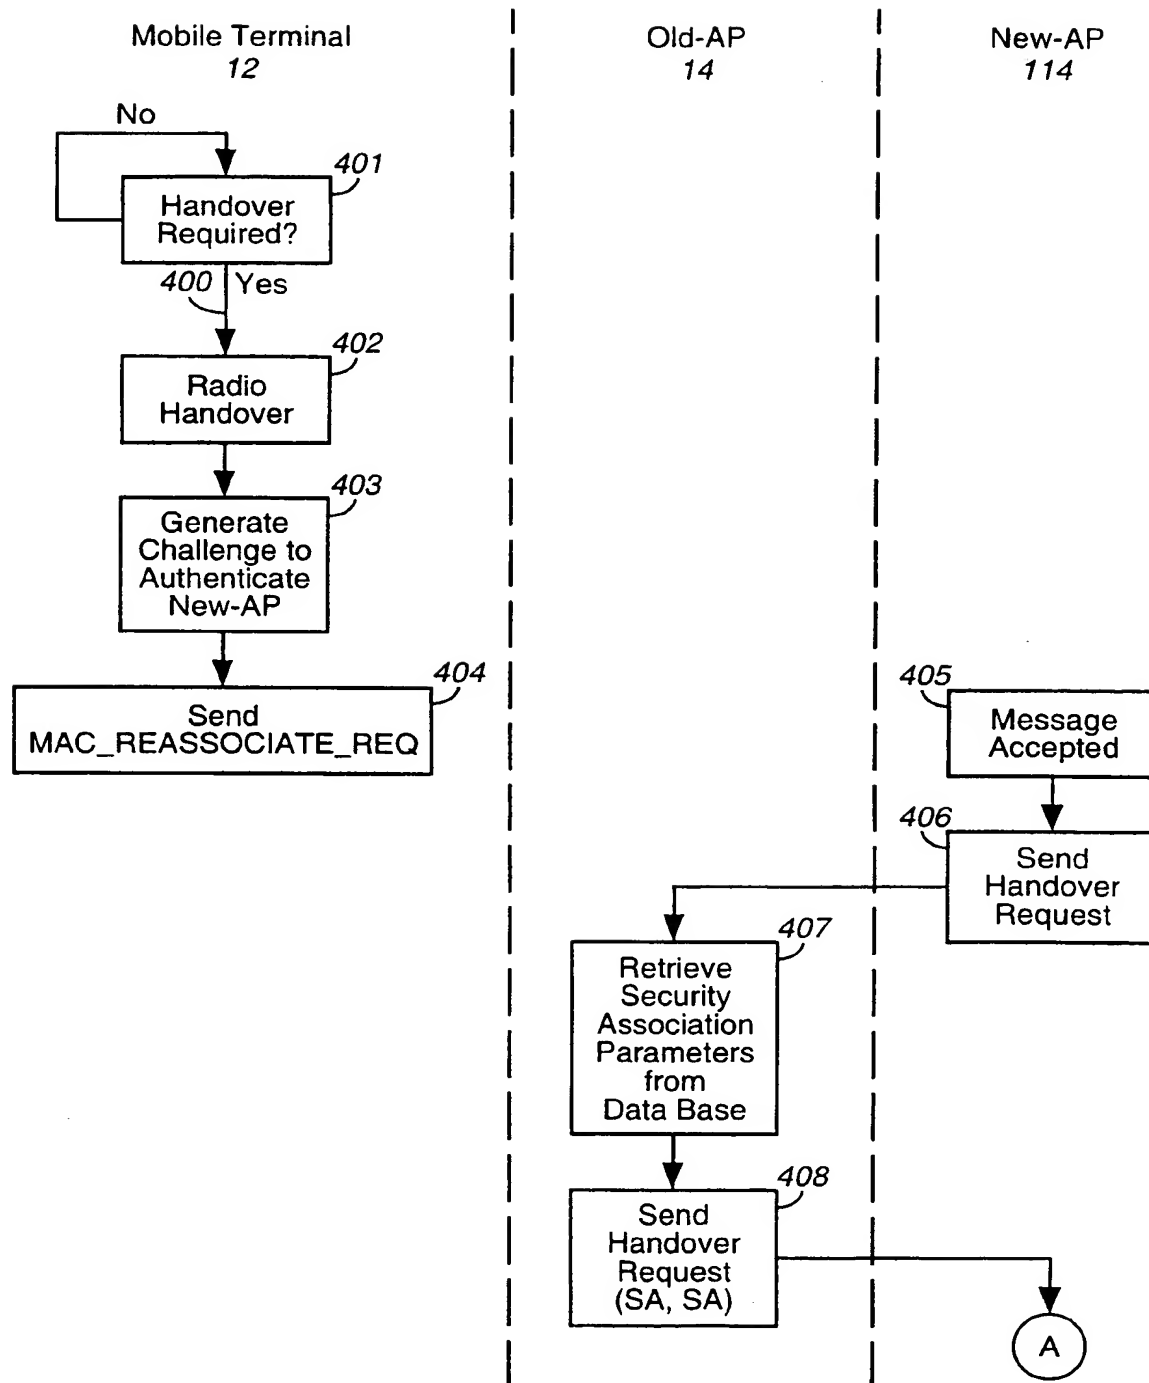 Mobile Terminal
12
Old-AP
14
New-AP
114
No
401
Handover
Required?
400
Yes
402
Radio
Handover
403
Generate
Challenge to
Authenticate
New-AP
404
Send
MAC_REASSOCIATE_REQ
405
Message
Accepted
406
Send
Handover
Request
407
Retrieve
Security
Association
Parameters
from
Data Base
408
Send
Handover
Request
(SA, SA)
A